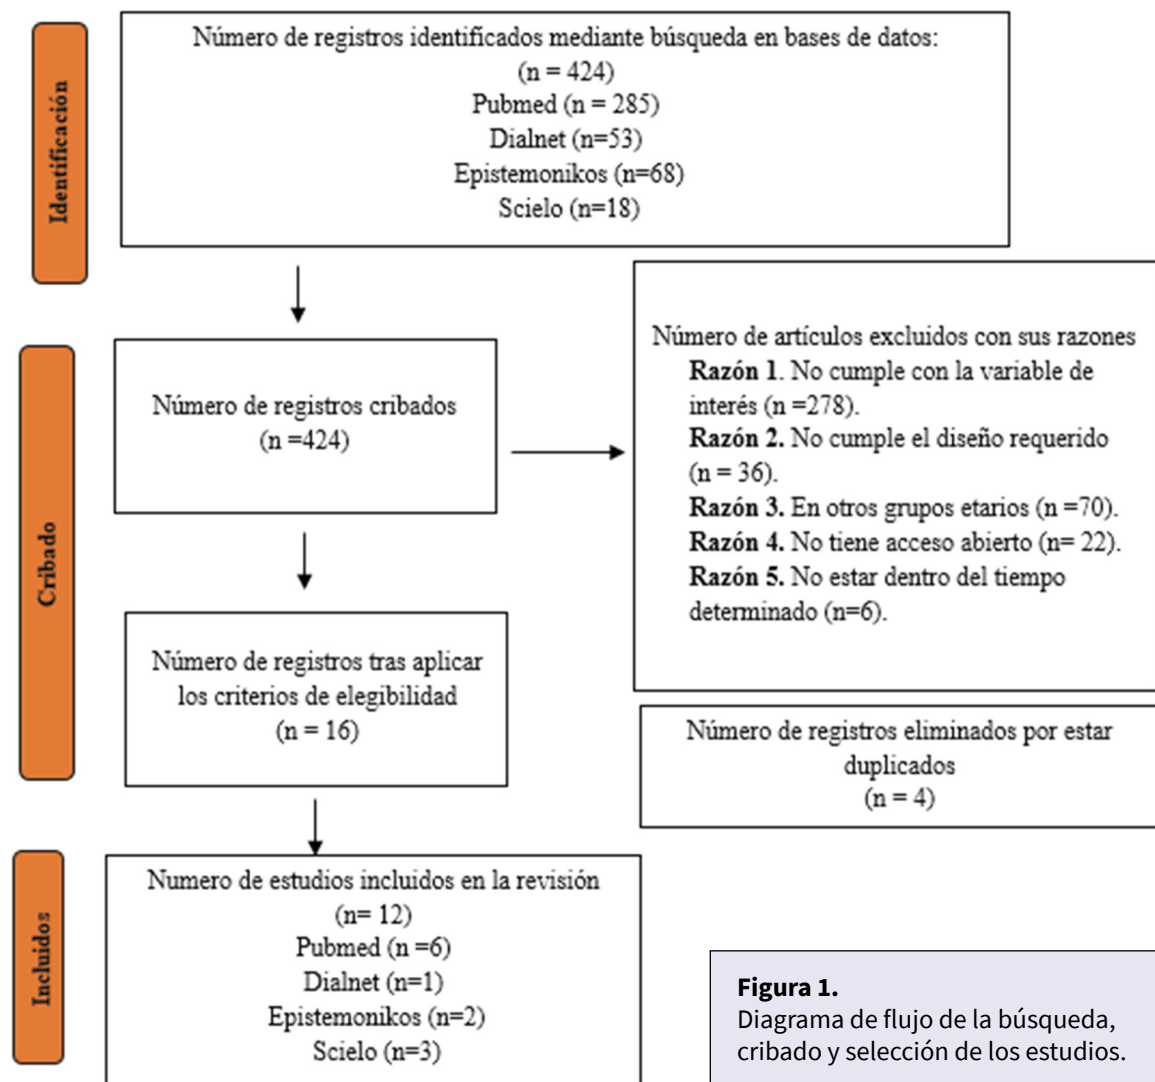 Identificación
Número de registros identificados mediante búsqueda en bases de datos:
(n = 424)
Pubmed (n = 285)
Dialnet (n=53)
Epistemonikos (n=68)
Scielo (n=18)
Cribado
Número de registros cribados
(n =424)
Número de artículos excluidos con sus razones
Razón 1. No cumple con la variable de
interés (n =278).
Razón 2. No cumple el diseño requerido
(n = 36).
Razón 3. En otros grupos etarios (n =70).
Razón 4. No tiene acceso abierto (n= 22).
Razón 5. No estar dentro del tiempo
determinado (n=6).
Número de registros tras aplicar
los criterios de elegibilidad
(n = 16)
Número de registros eliminados por estar
duplicados
(n = 4)
Incluidos
Numero de estudios incluidos en la revisión
(n= 12)
Pubmed (n =6)
Dialnet (n=1)
Epistemonikos (n=2)
Scielo (n=3)
Figura 1.
Diagrama de flujo de la búsqueda,
cribado y selección de los estudios.